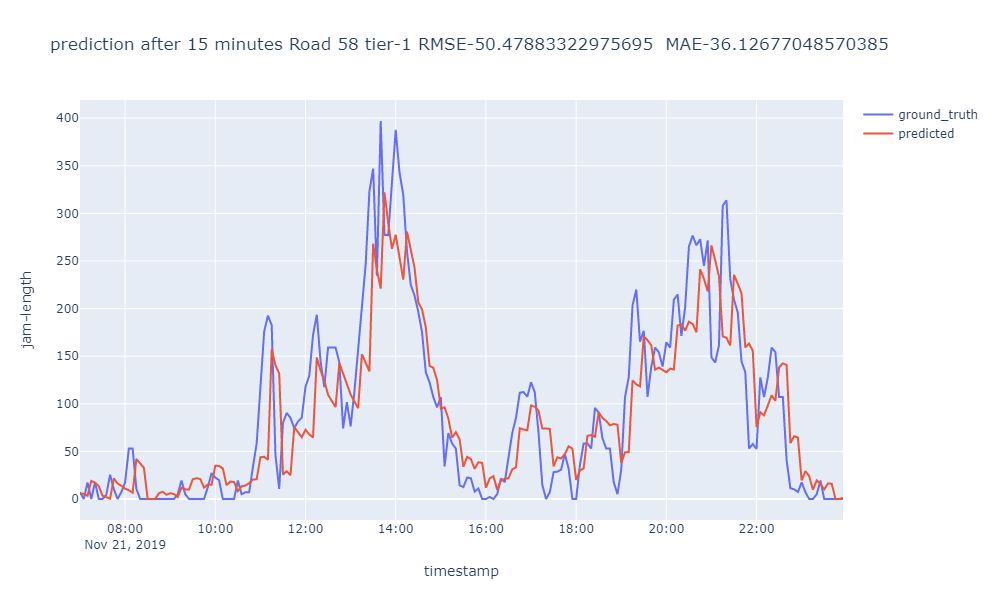 prediction after 15 minutes Road 58 tier-1 RMSE-50.47883322975695  MAE-36.12677048570385
ground_truth
predicted
400
350
300
250
200
150
100
50
0
jam-length
08:00
10:00
12:00
14:00
16:00
18:00
20:00
22:00
Nov 21, 2019
timestamp